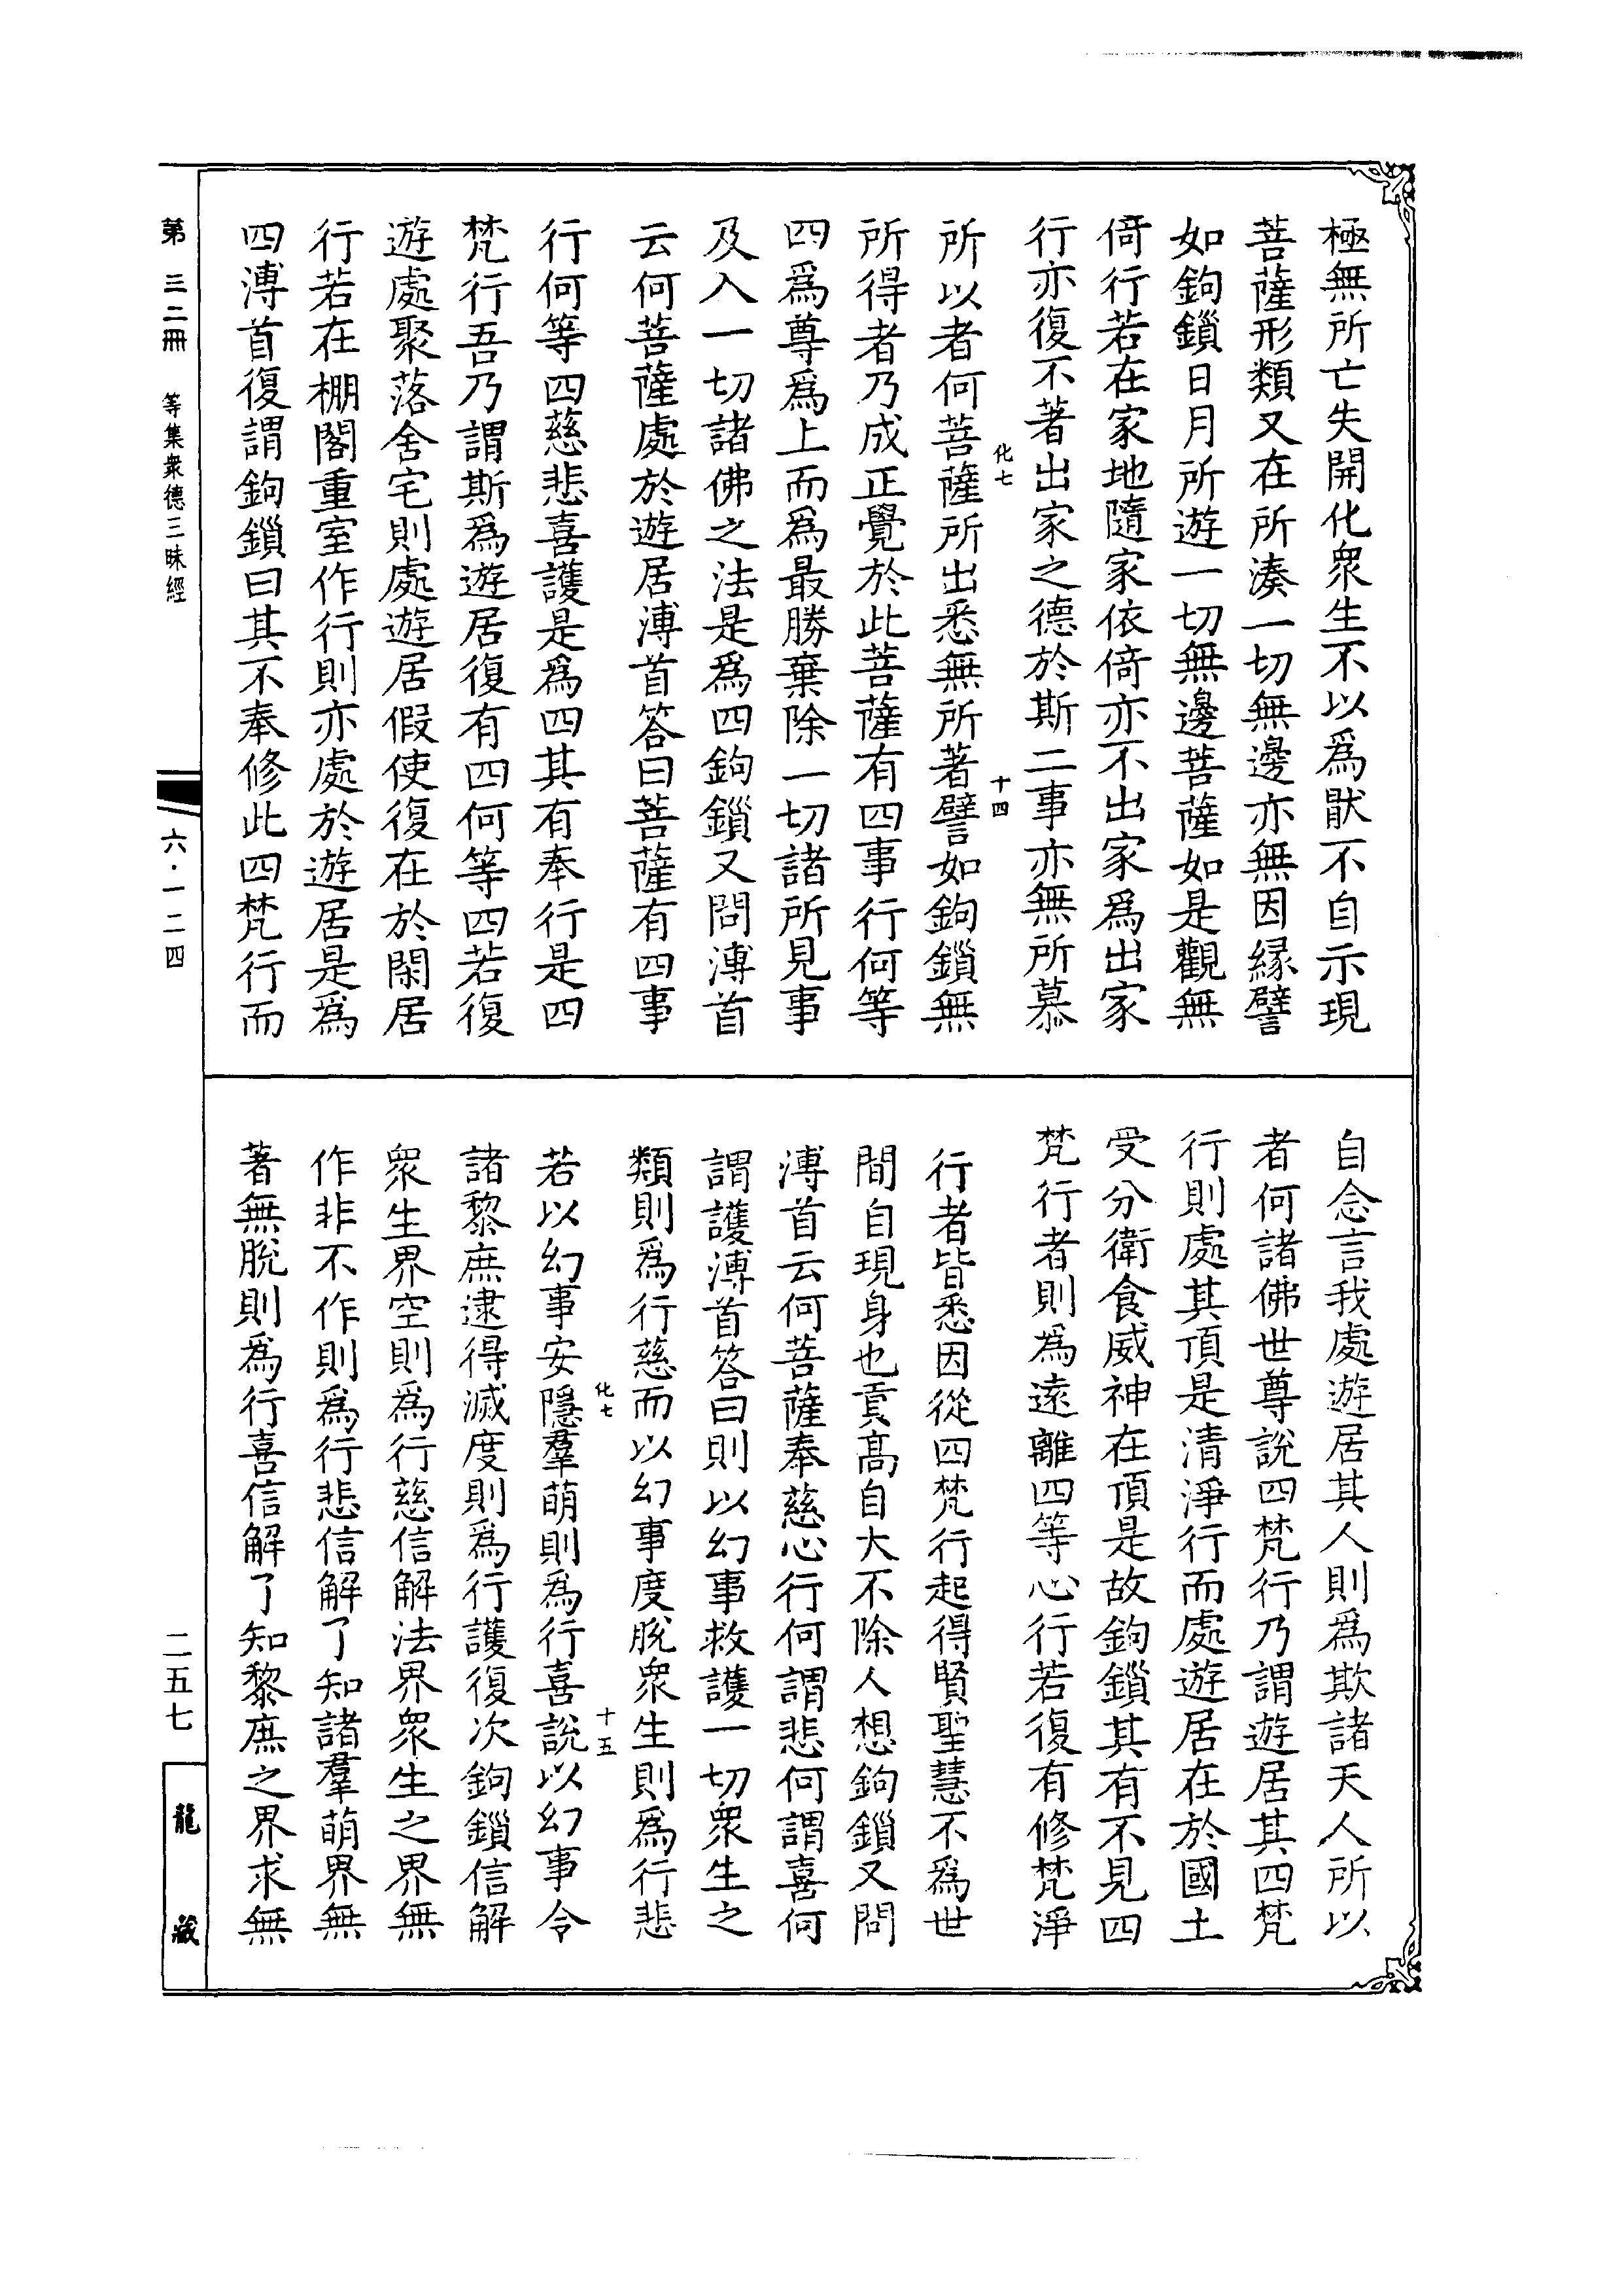 極無所亡失開化衆生不以爲猒不自示現
菩薩形類又在所湊一切無邊亦無因緣譬
如鉤鎖日月所遊一切無邊菩薩如是觀無
倚行若在家地隨家依倚亦不出家爲出家
行亦復不著出家之德於斯二事亦無所慕
化七
十四
所以者何菩薩所出悉無所著譬如鉤鎖無
所得者乃成正覺於此菩薩有四事行何等
四爲尊爲上而爲最勝棄除一切諸所見事
及入一切諸佛之法是爲四鉤鎖又問溥首
云何菩薩處於遊居溥首答曰菩薩有四事
行何等四慈悲喜護是爲四其有奉行是四
梵行吾乃謂斯爲遊居復有四何等四若復
遊處聚落舍宅則處遊居假使復在於閑居
行若在棚閣重室作行則亦處於遊居是爲
四溥首復謂鉤鎖曰其不奉修此四梵行而
自念言我處遊居其人則爲欺諸天人所以
者何諸佛世尊說四梵行乃謂遊居其四梵
行則處其頂是清淨行而處遊居在於國土
受分衛食威神在頂是故鉤鎖其有不見四
梵行者則爲遠離四等心行若復有修梵淨
行者皆悉因從四梵行起得賢聖慧不爲世
間自現身也貢高自大不除人想鉤鎖又問
溥首云何菩薩奉慈心行何謂悲何謂喜何
謂護溥首答曰則以幻事救護一切衆生之
類則爲行慈而以幻事度脫衆生則爲行悲
化七
十五
若以幻事安隱羣萌則爲行喜說以幻事令
諸黎庶逮得滅度則爲行護復次鉤鎖信解
衆生界空則爲行慈信解法界衆生之界無
作非不作則爲行悲信解了知諸羣萌界無
著無脫則爲行喜信解了知黎庶之界求無
第三二冊 等集衆德三昧經
六·一二四
二五七
龍藏